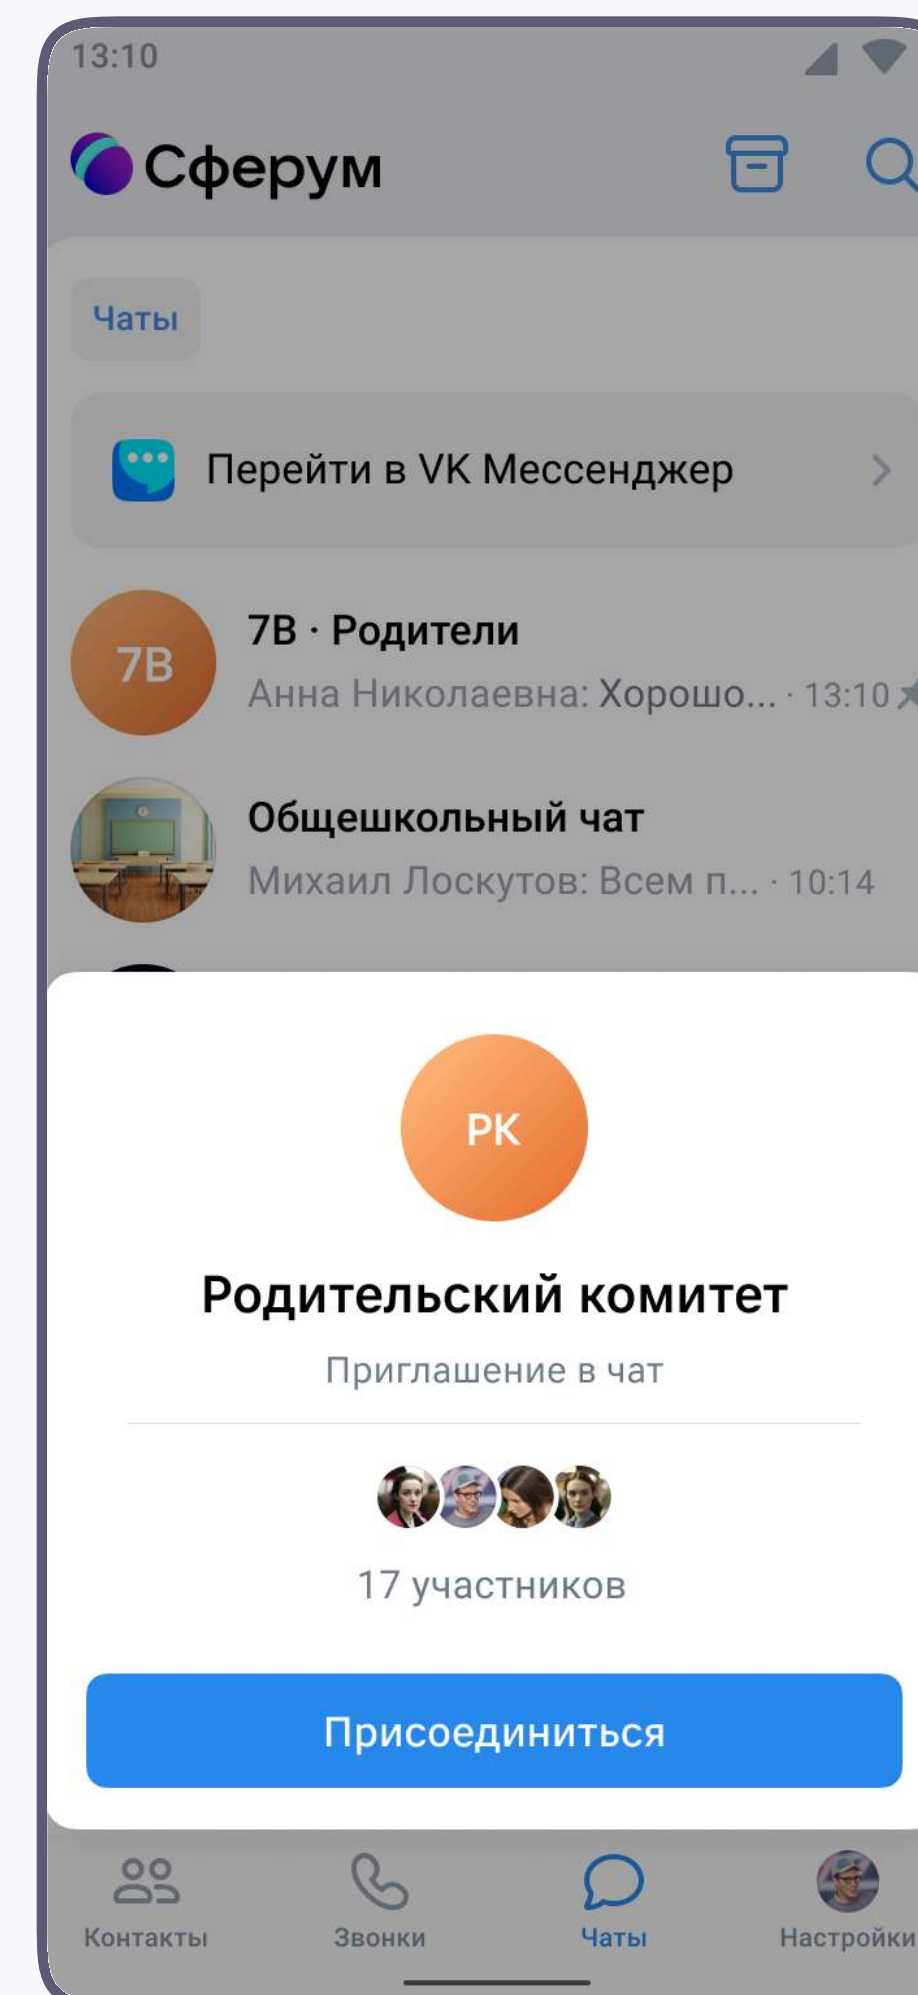 13:10
Сферум
Чаты
Перейти в VK Мессенджер
7В
7В · Родители
Анна Николаевна: Хорошо... · 13:10
Общешкольный чат
Михаил Лоскутов: Всем п... · 10:14
РК
Родительский комитет
Приглашение в чат
17 участников
Присоединиться
Контакты
Звонки
Чаты
Настройки